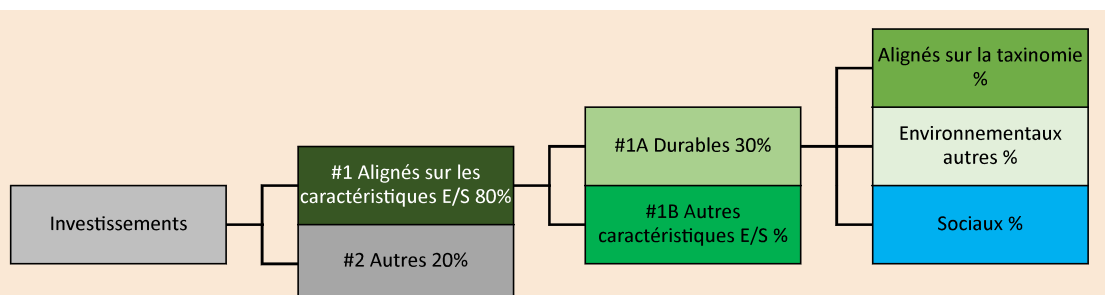 Investissements
#1 Alignés sur les
caractéristiques E/S 80%
#2 Autres 20%
#1A Durables 30%
#1B Autres
caractéristiques E/S %
Alignés sur la taxinomie
%
Environnementaux
autres %
Sociaux %